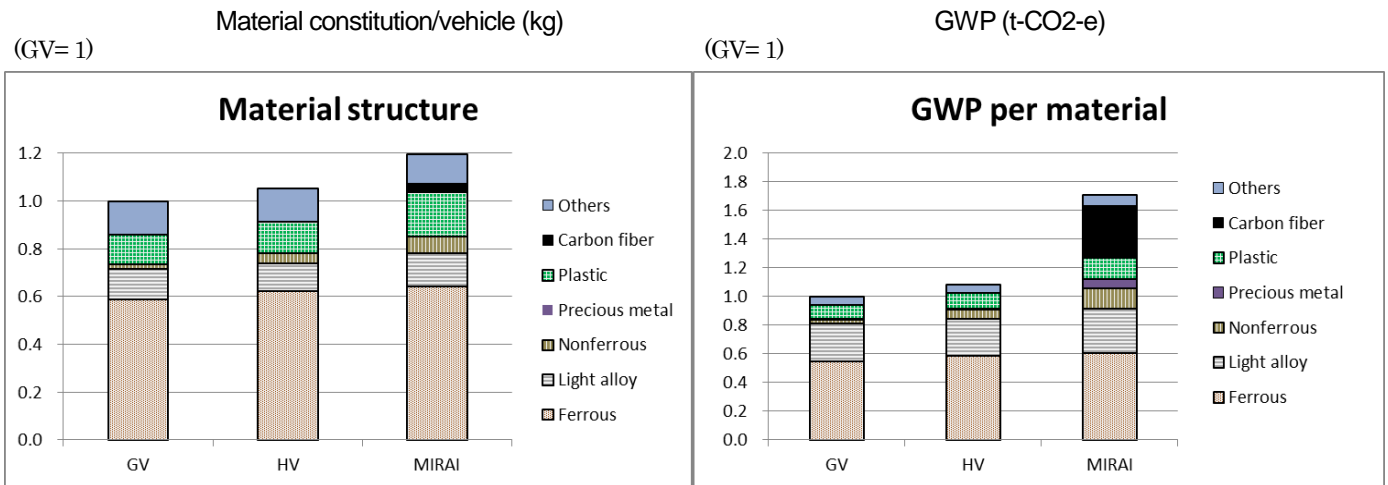 Material constitution/vehicle (kg)
(GV= 1)
Material structure
1.2
1.0
0.8
0.6
0.4
0.2
0.0
GV
HV
MIRAI
Others
Carbon fiber
Plastic
Precious metal
Nonferrous
Light alloy
Ferrous
GWP (t-CO2-e)
(GV= 1)
GWP per material
2.0
1.8
1.6
1.4
1.2
1.0
0.8
0.6
0.4
0.2
0.0
GV
HV
MIRAI
Others
Carbon fiber
Plastic
Precious metal
Nonferrous
Light alloy
Ferrous